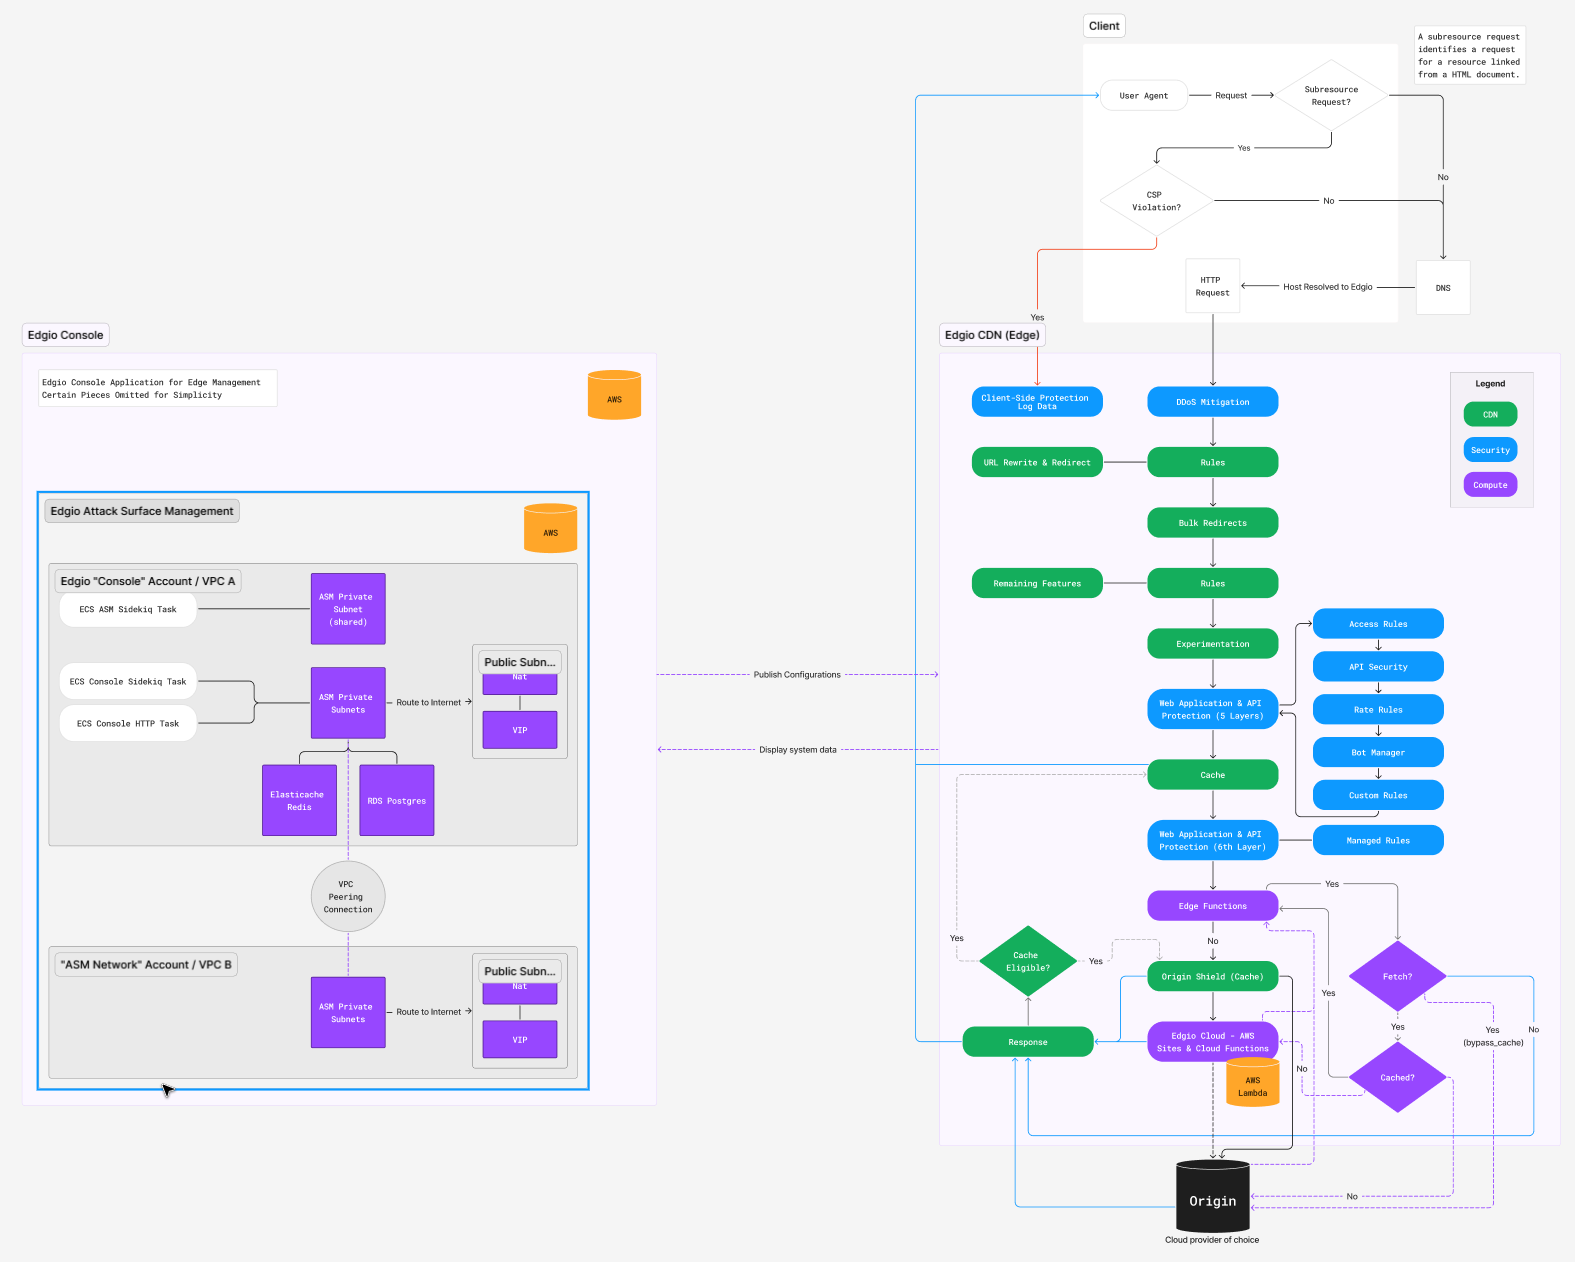 Client
A subresource request
identifies a request
for a resource linked
from a HTML document.
User Agent
Request
Subresource
Request?
Yes
No
CSP
Violation?
No
HTTP
Request
Host Resolved to Edgio
DNS
Yes
Edgio Console
Edgio Console Application for Edge Management
Certain Pieces Omitted for Simplicity
AWS
Edgio Attack Surface Management
AWS
Edgio "Console" Account / VPC A
ECS ASM Sidekiq Task
ASM Private
Subnet
(shared)
ECS Console Sidekiq Task
ECS Console HTTP Task
ASM Private
Subnets
Route to Internet
Public Subn...
Nat
VIP
Elasticache
Redis
RDS Postgres
VPC
Peering
Connection
"ASM Network" Account / VPC B
ASM Private
Subnets
Route to Internet
Public Subn...
Nat
VIP
Publish Configurations
Display system data
Edgio CDN (Edge)
Client-Side Protection
Log Data
DDoS Mitigation
Legend
CDN
Security
Compute
URL Rewrite & Redirect
Rules
Bulk Redirects
Remaining Features
Rules
Experimentation
Web Application & API
Protection (5 Layers)
Access Rules
API Security
Rate Rules
Bot Manager
Custom Rules
Cache
Web Application & API
Protection (6th Layer)
Managed Rules
Edge Functions
Yes
No
Yes
Cache
Eligible?
Yes
Origin Shield (Cache)
Fetch?
Yes
Yes
Yes
(bypass_cache)
No
Response
Edgio Cloud - AWS
Sites & Cloud Functions
AWS
Lambda
No
Cached?
No
Origin
Cloud provider of choice